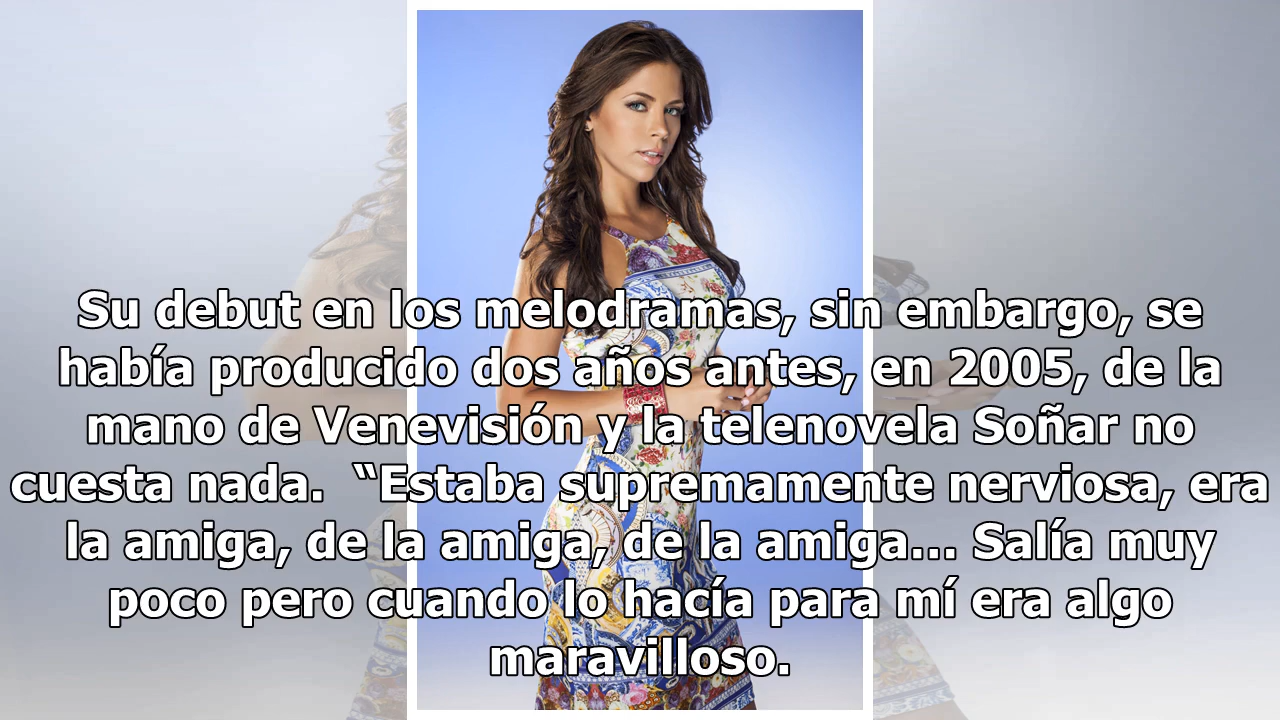 Su debut en los melodramas, sin embargo, se
había producido dos años antes, en 2005, de la
mano de Venevisión y la telenovela Soñar no
cuesta nada.  “Estaba supremamente nerviosa, era
la amiga, de la amiga, de la amiga... Salía muy
poco pero cuando lo hacía para mí era algo
maravilloso.